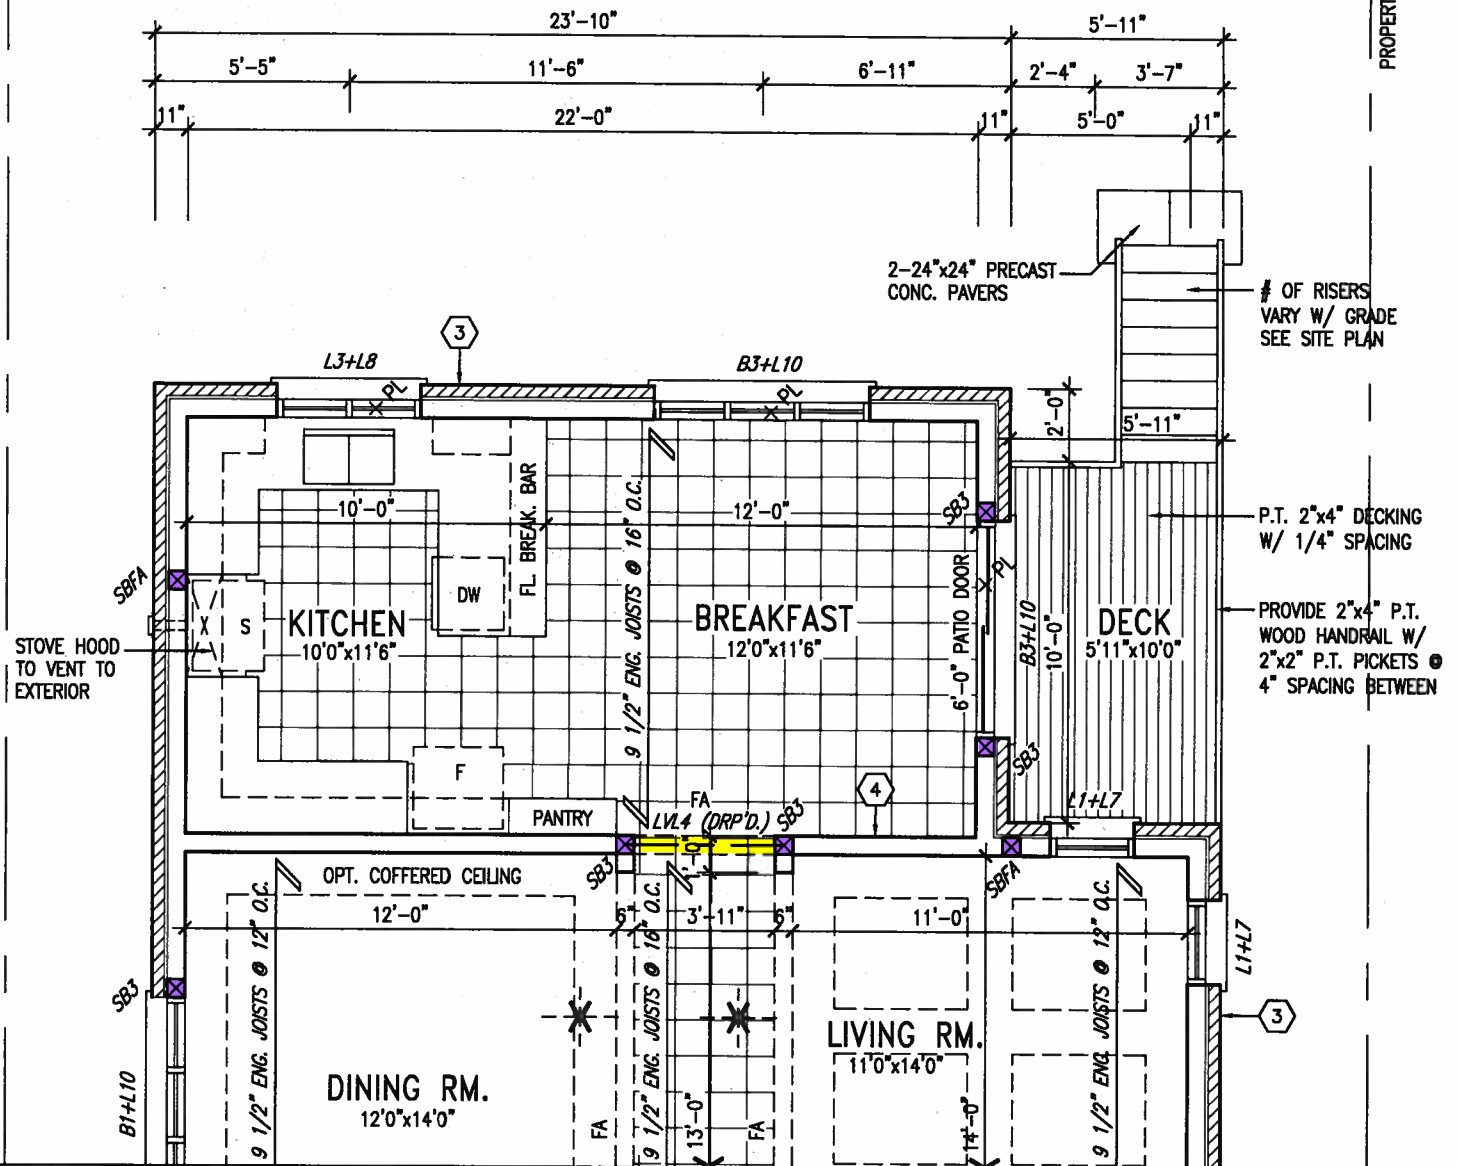 23'-10"
5'-11"
PROPERT
5'-5"
11'-6"
6'-11"
2'-4"
3'-7"
11"
22'-0"
11"
5'-0"
11"
2-24"x24" PRECAST
CONC. PAVERS
# OF RISERS
VARY W/ GRADE
SEE SITE PLAN
3
L3+L8
PL
B3+L10
PL
2'-0"
5'-11"
10'-0"
FL. BREAK. BAR
9 1/2" ENG. JOISTS @ 16" O.C.
12'-0"
SB3
P.T. 2"x4" DECKING
W/ 1/4" SPACING
SBFA
S
DW
KITCHEN
10'0"x11'6"
BREAKFAST
12'0"x11'6"
6'-0" PATIO DOOR
PL
B3+L10
10'-0"
DECK
5'11"x10'0"
PROVIDE 2"x4" P.T.
WOOD HANDRAIL W/
2"x2" P.T. PICKETS @
4" SPACING BETWEEN
STOVE HOOD
TO VENT TO
EXTERIOR
F
SB3
4
L1+L7
PANTRY
FA
LVL4 (DRP'D.)
SB3
SB3
SBFA
OPT. COFFERED CEILING
12'-0"
6"
3'-11"
6"
11'-0"
9 1/2" ENG. JOISTS @ 12" O.C.
9 1/2" ENG. JOISTS @ 16" O.C.
9 1/2" ENG. JOISTS @ 12" O.C.
L1+L7
SB3
3
LIVING RM.
11'0"x14'0"
DINING RM.
12'0"x14'0"
B1+L10
FA
13'-0"
FA
14'-0"